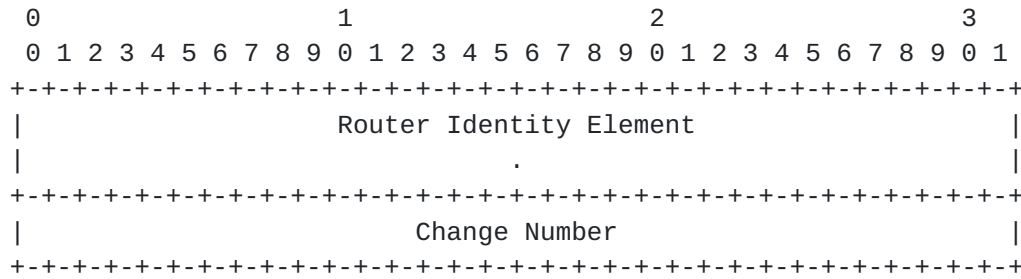 0                   1                   2                   3
 0 1 2 3 4 5 6 7 8 9 0 1 2 3 4 5 6 7 8 9 0 1 2 3 4 5 6 7 8 9 0 1
+-+-+-+-+-+-+-+-+-+-+-+-+-+-+-+-+-+-+-+-+-+-+-+-+-+-+-+-+-+-+-+-+
|                    Router Identity Element                    |
|                               .                               |
+-+-+-+-+-+-+-+-+-+-+-+-+-+-+-+-+-+-+-+-+-+-+-+-+-+-+-+-+-+-+-+-+
|                         Change Number                         |
+-+-+-+-+-+-+-+-+-+-+-+-+-+-+-+-+-+-+-+-+-+-+-+-+-+-+-+-+-+-+-+-+